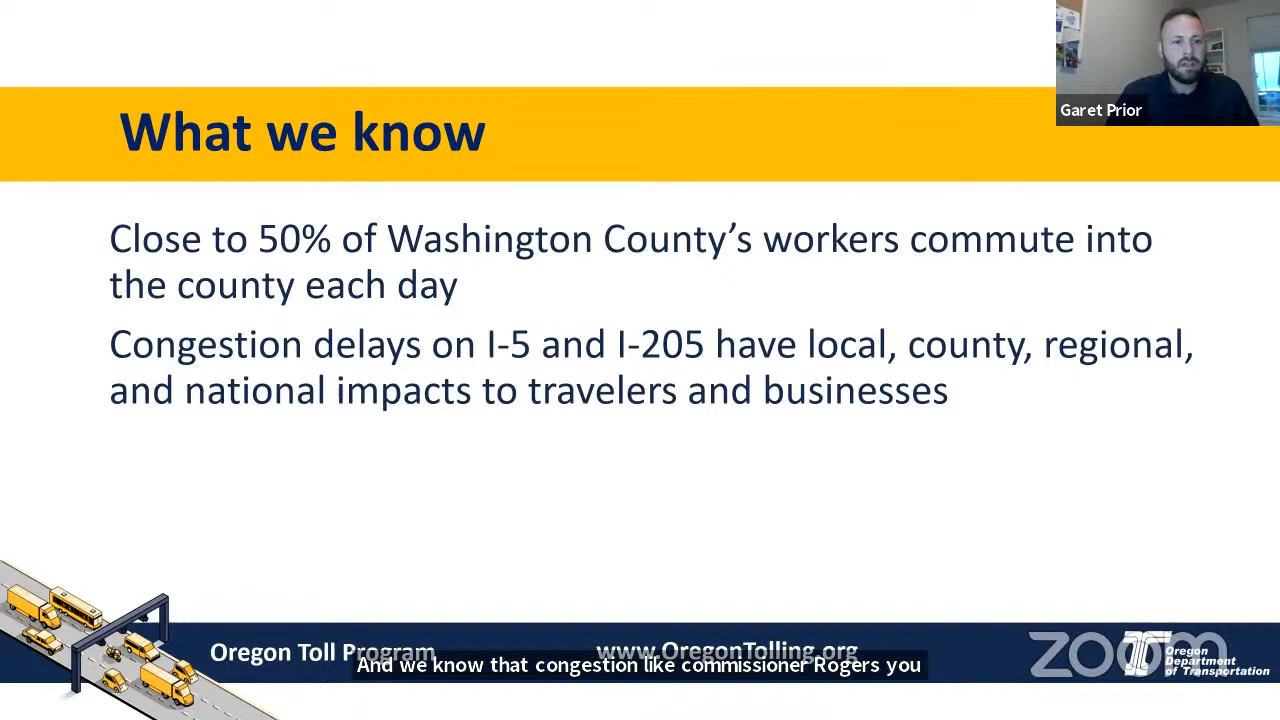 Garet Prior
What we know
Close to 50% of Washington County's workers commute into
the county each day
Congestion delays on I-5 and I-205 have local, county, regional,
and national impacts to travelers and businesses
Oregon Toll Program
www.OregonTolling.org
And we know that congestion like commissioner Rogers you
zoom
Oregon
Department
of Transportation